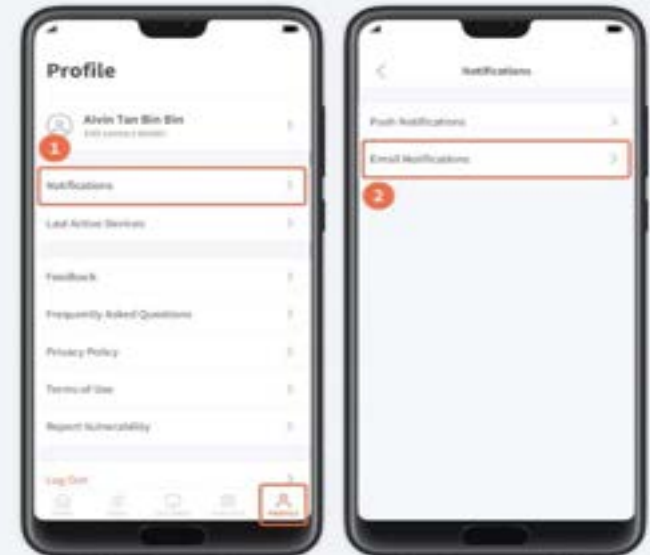 Profile
Alvin Tan Bin Bin
1
Notifications
Last Active Devices
Feedback
Frequently Asked Questions
Privacy Policy
Terms of Use
Report Vulnerability
Log Out
PROFILE
Notifications
Push Notifications
Email Notifications
2